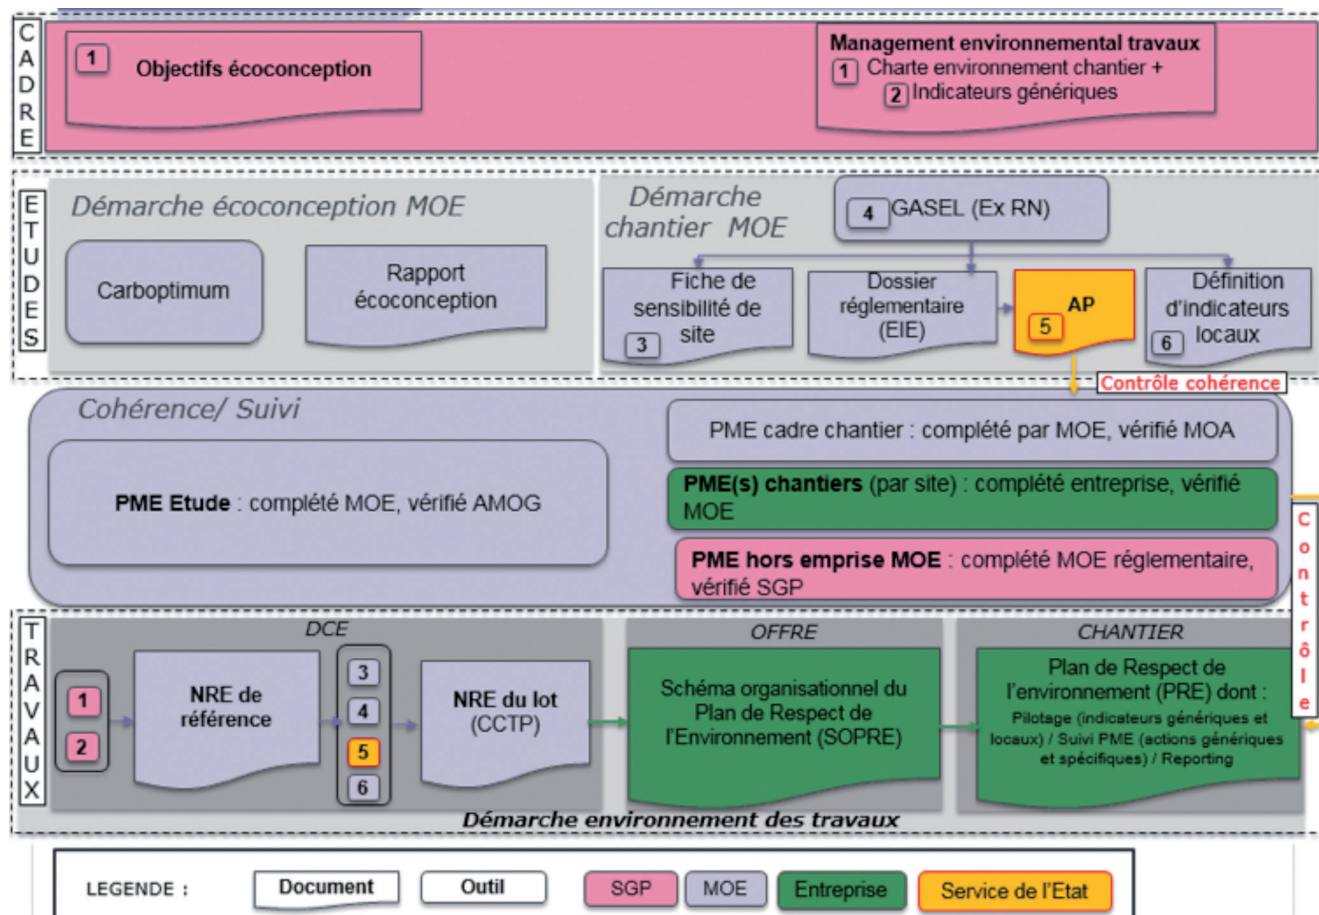 CADRE
1
Objectifs écoconception
Management environnemental travaux
1 Charte environnement chantier +
2 Indicateurs génériques
ETUDES
Démarche écoconception MOE
Carboptimum
Rapport
écoconception
Démarche
chantier MOE
4 GASEL (Ex RN)
Fiche de
sensibilité de
3 site
Dossier
réglementaire
(EIE)
AP
5
Définition
d'indicateurs
6 locaux
Contrôle cohérence
Cohérence/ Suivi
PME Etude : complété MOE, vérifié AMOG
PME cadre chantier : complété par MOE, vérifié MOA
PME(s) chantiers (par site) : complété entreprise, vérifié
MOE
PME hors emprise MOE : complété MOE réglementaire,
vérifié SGP
Contrôle
TRAVAUX
DCE
1
2
NRE de
référence
3
4
5
6
NRE du lot
(CCTP)
OFFRE
Schéma organisationnel du
Plan de Respect de
l'Environnement (SOPRE)
CHANTIER
Plan de Respect de
l'environnement (PRE) dont :
Pilotage (indicateurs génériques et
locaux) / Suivi PME (actions génériques
et spécifiques) / Reporting
Démarche environnement des travaux
LEGENDE :
Document
Outil
SGP
MOE
Entreprise
Service de l'Etat